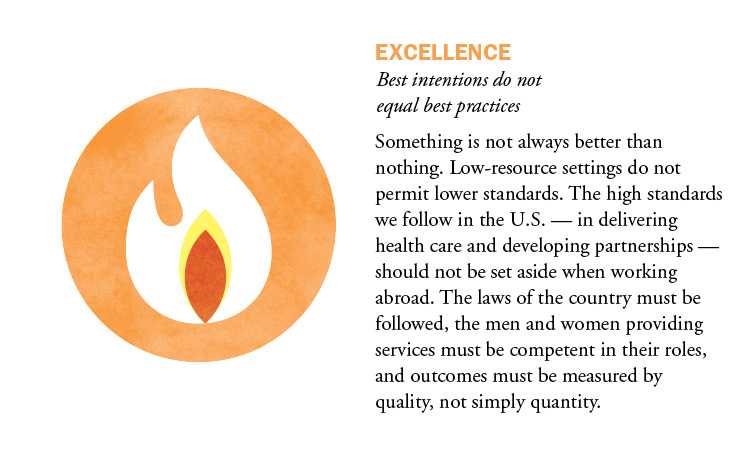 EXCELLENCE
Best intentions do not
equal best practices
Something is not always better than
nothing. Low-resource settings do not
permit lower standards. The high standards
we follow in the U.S. — in delivering
health care and developing partnerships —
should not be set aside when working
abroad. The laws of the country must be
followed, the men and women providing
services must be competent in their roles,
and outcomes must be measured by
quality, not simply quantity.